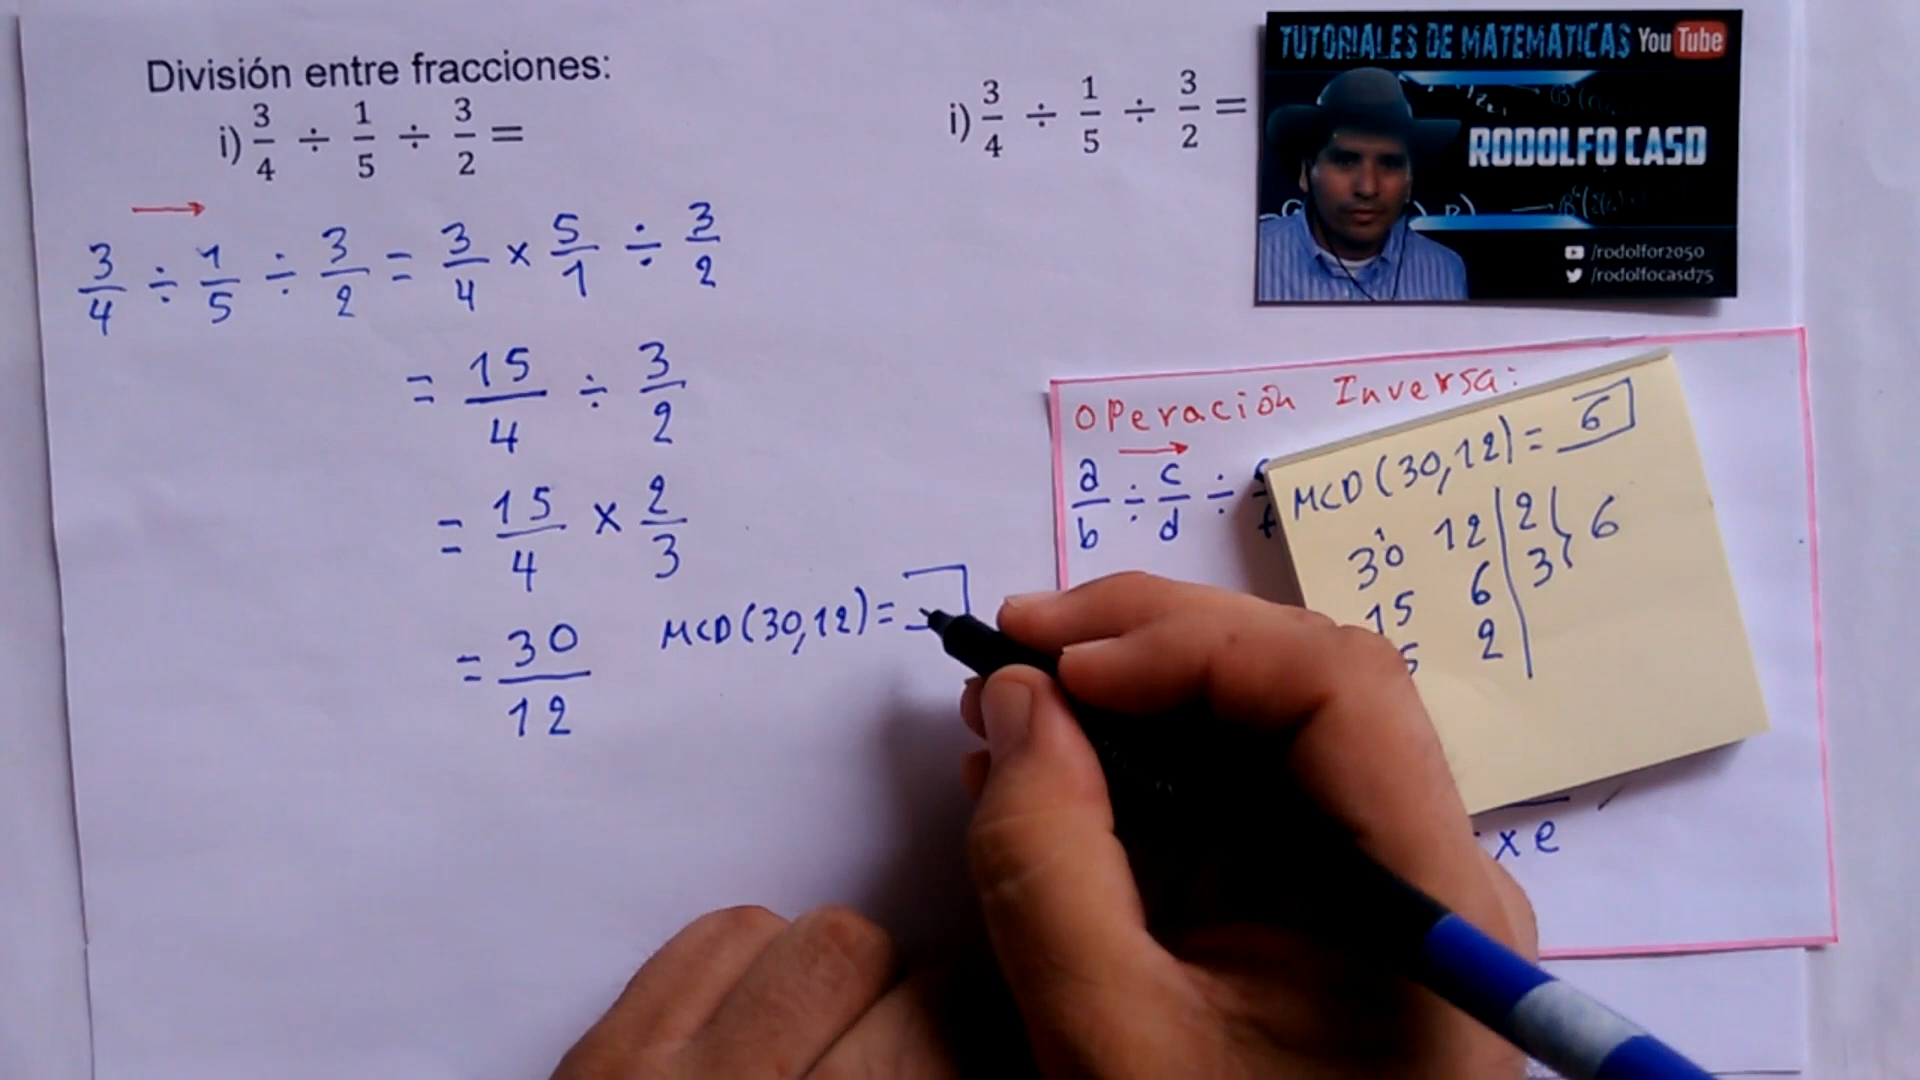 División entre fracciones:
i) 3/4 ÷ 1/5 ÷ 3/2 =
3/4 ÷ 1/5 ÷ 3/2 = 3/4 × 5/1 ÷ 3/2
= 15/4 ÷ 3/2
= 15/4 × 2/3
= 30/12
MCD(30,12)=
i) 3/4 ÷ 1/5 ÷ 3/2 =
TUTORIALES DE MATEMATICAS YouTube
RODOLFO CASD
/rodolfor2050
/rodolfocasd75
Operación Inversa:
a/b ÷ c/d ÷
MCD(30,12)= 6
30 12 | 2
15 6 | 3 6
5 2
x e